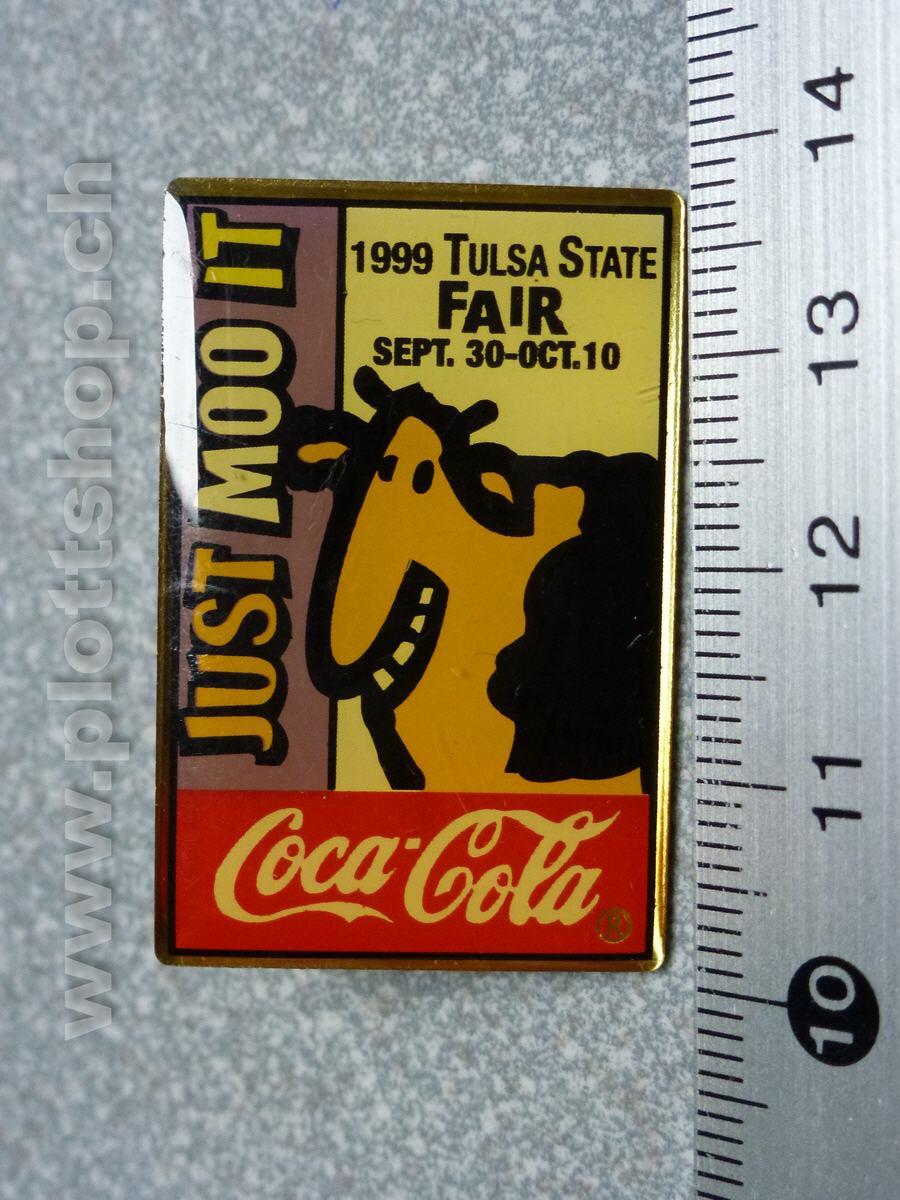 1999 TULSA STATE
FAIR
SEPT. 30-OCT.10
JUST MOO IT
Coca-Cola
®
www.plottshop.ch
14
13
12
11
10